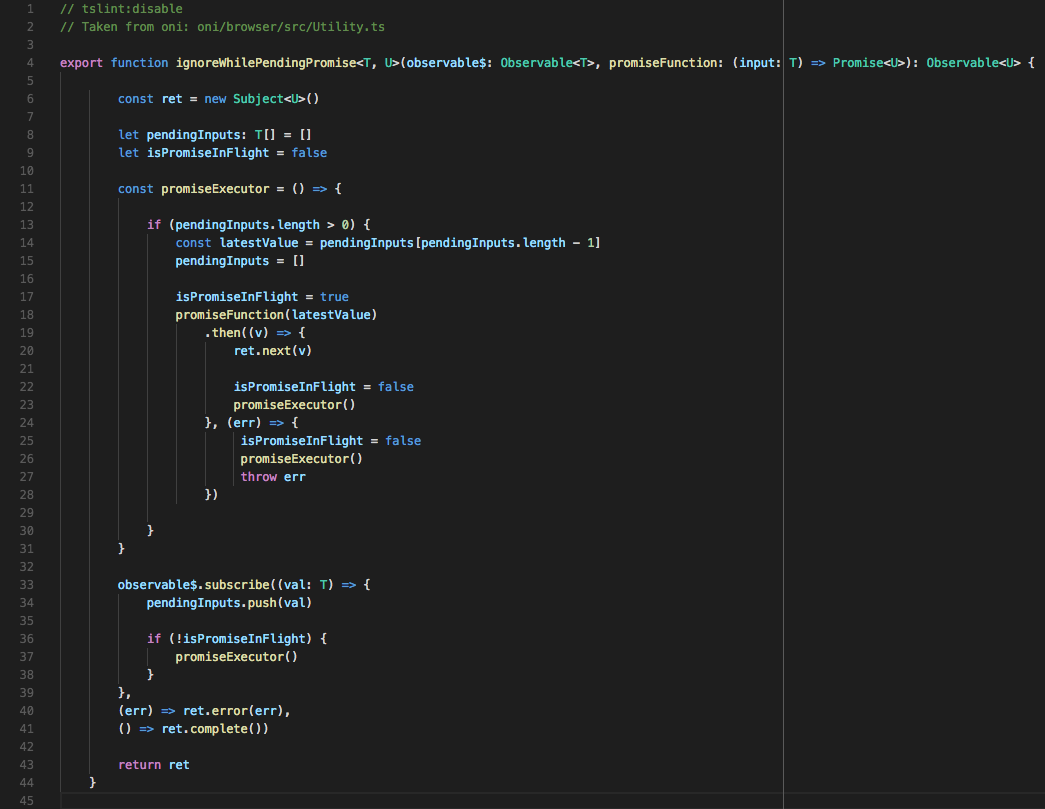 1 // tslint:disable
2 // Taken from oni: oni/browser/src/Utility.ts
3
4 export function ignoreWhilePendingPromise<T, U>(observable$: Observable<T>, promiseFunction: (input: T) => Promise<U>): Observable<U> {
5
6 const ret = new Subject<U>()
7
8 let pendingInputs: T[] = []
9 let isPromiseInFlight = false
10
11 const promiseExecutor = () => {
12
13 if (pendingInputs.length > 0) {
14 const latestValue = pendingInputs[pendingInputs.length - 1]
15 pendingInputs = []
16
17 isPromiseInFlight = true
18 promiseFunction(latestValue)
19 .then((v) => {
20 ret.next(v)
21
22 isPromiseInFlight = false
23 promiseExecutor()
24 }, (err) => {
25 isPromiseInFlight = false
26 promiseExecutor()
27 throw err
28 })
29
30 }
31 }
32
33 observable$.subscribe((val: T) => {
34 pendingInputs.push(val)
35
36 if (!isPromiseInFlight) {
37 promiseExecutor()
38 }
39 },
40 (err) => ret.error(err),
41 () => ret.complete())
42
43 return ret
44 }
45